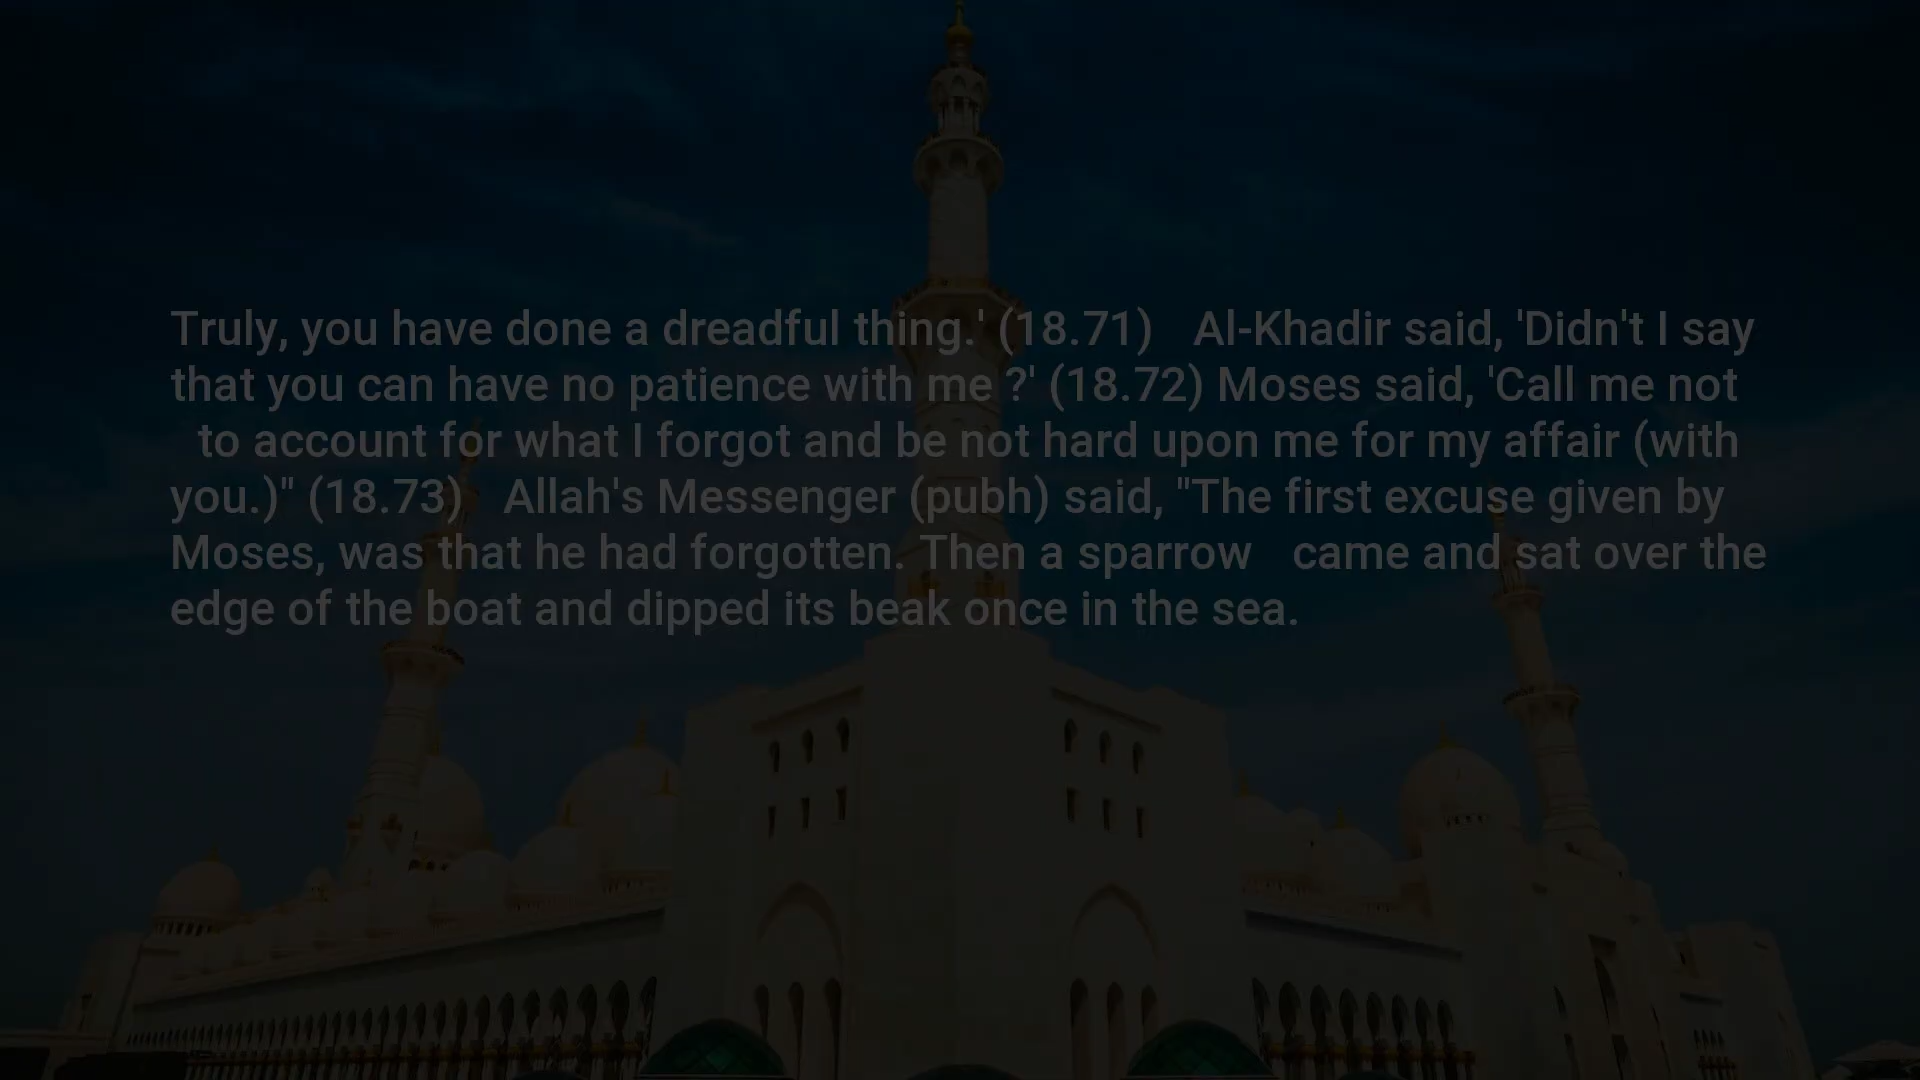 Truly, you have done a dreadful thing.' (18.71) Al-Khadir said, 'Didn't I say
that you can have no patience with me ?' (18.72) Moses said, 'Call me not
to account for what I forgot and be not hard upon me for my affair (with
you.)" (18.73) Allah's Messenger (pubh) said, "The first excuse given by
Moses, was that he had forgotten. Then a sparrow came and sat over the
edge of the boat and dipped its beak once in the sea.